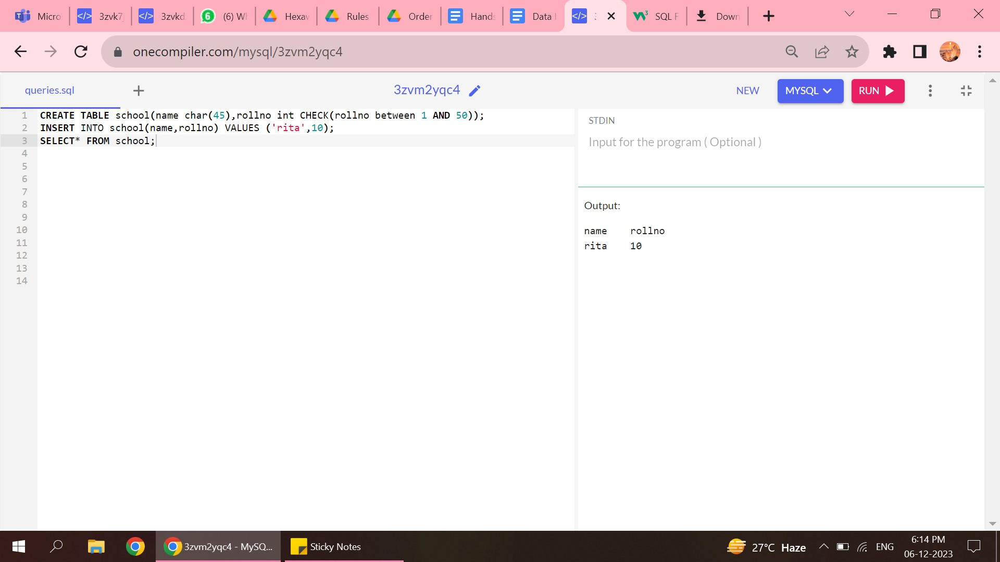 Micro 3zvk7 3zvkd (6) W Hexa Rules Order Hand Data SQL F Down
onecompiler.com/mysql/3zvm2yqc4
queries.sql 3zvm2yqc4 NEW MYSQL RUN
1 CREATE TABLE school(name char(45),rollno int CHECK(rollno between 1 AND 50));
2 INSERT INTO school(name,rollno) VALUES ('rita',10);
3 SELECT* FROM school;
4
5
6
7
8
9
10
11
12
13
14
STDIN
Input for the program ( Optional )
Output:
name rollno
rita 10
3zvm2yqc4 - MySQ... Sticky Notes 27°C Haze ENG 6:14 PM
06-12-2023